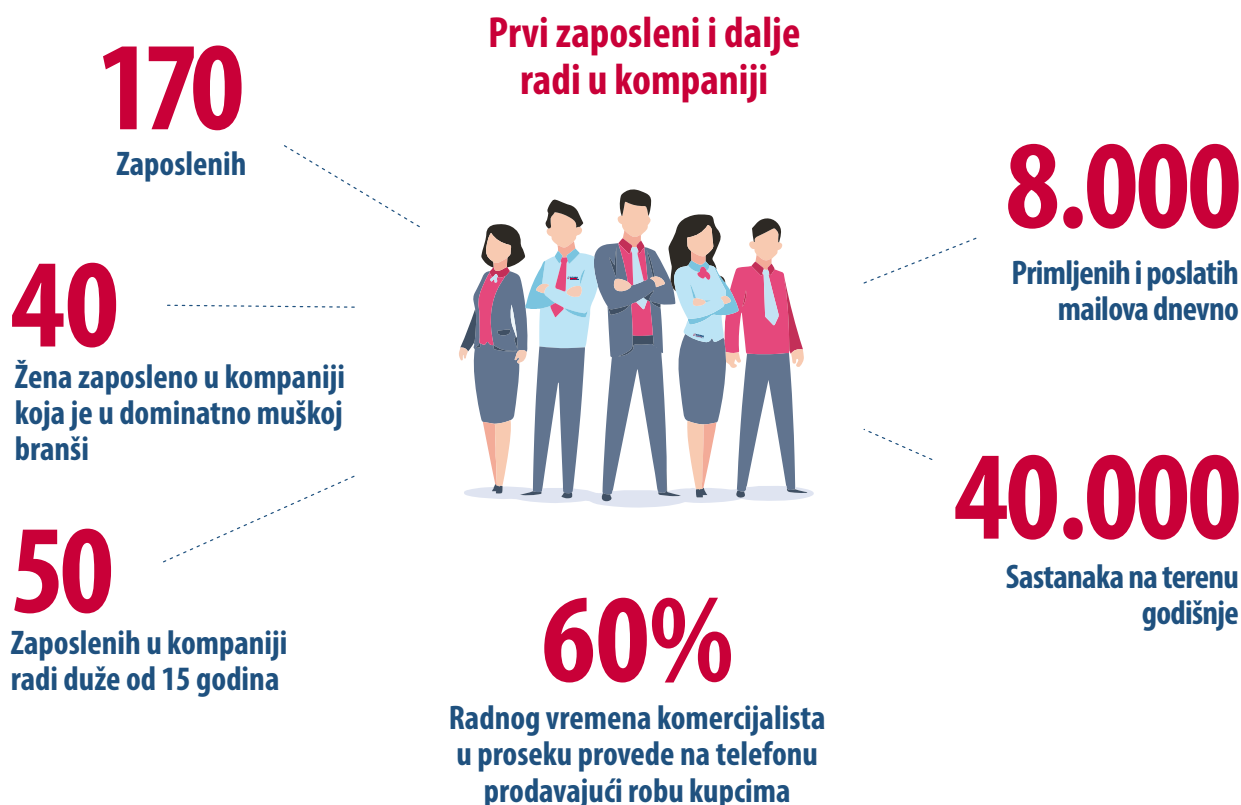 Prvi zaposleni i dalje
radi u kompaniji
170
Zaposlenih
40
Žena zaposleno u kompaniji
koja je u dominatno muškoj
branši
50
Zaposlenih u kompaniji
radi duže od 15 godina
60%
Radnog vremena komercijalista
u proseku provede na telefonu
prodavajući robu kupcima
8.000
Primljenih i poslatih
mailova dnevno
40.000
Sastanaka na terenu
godišnje